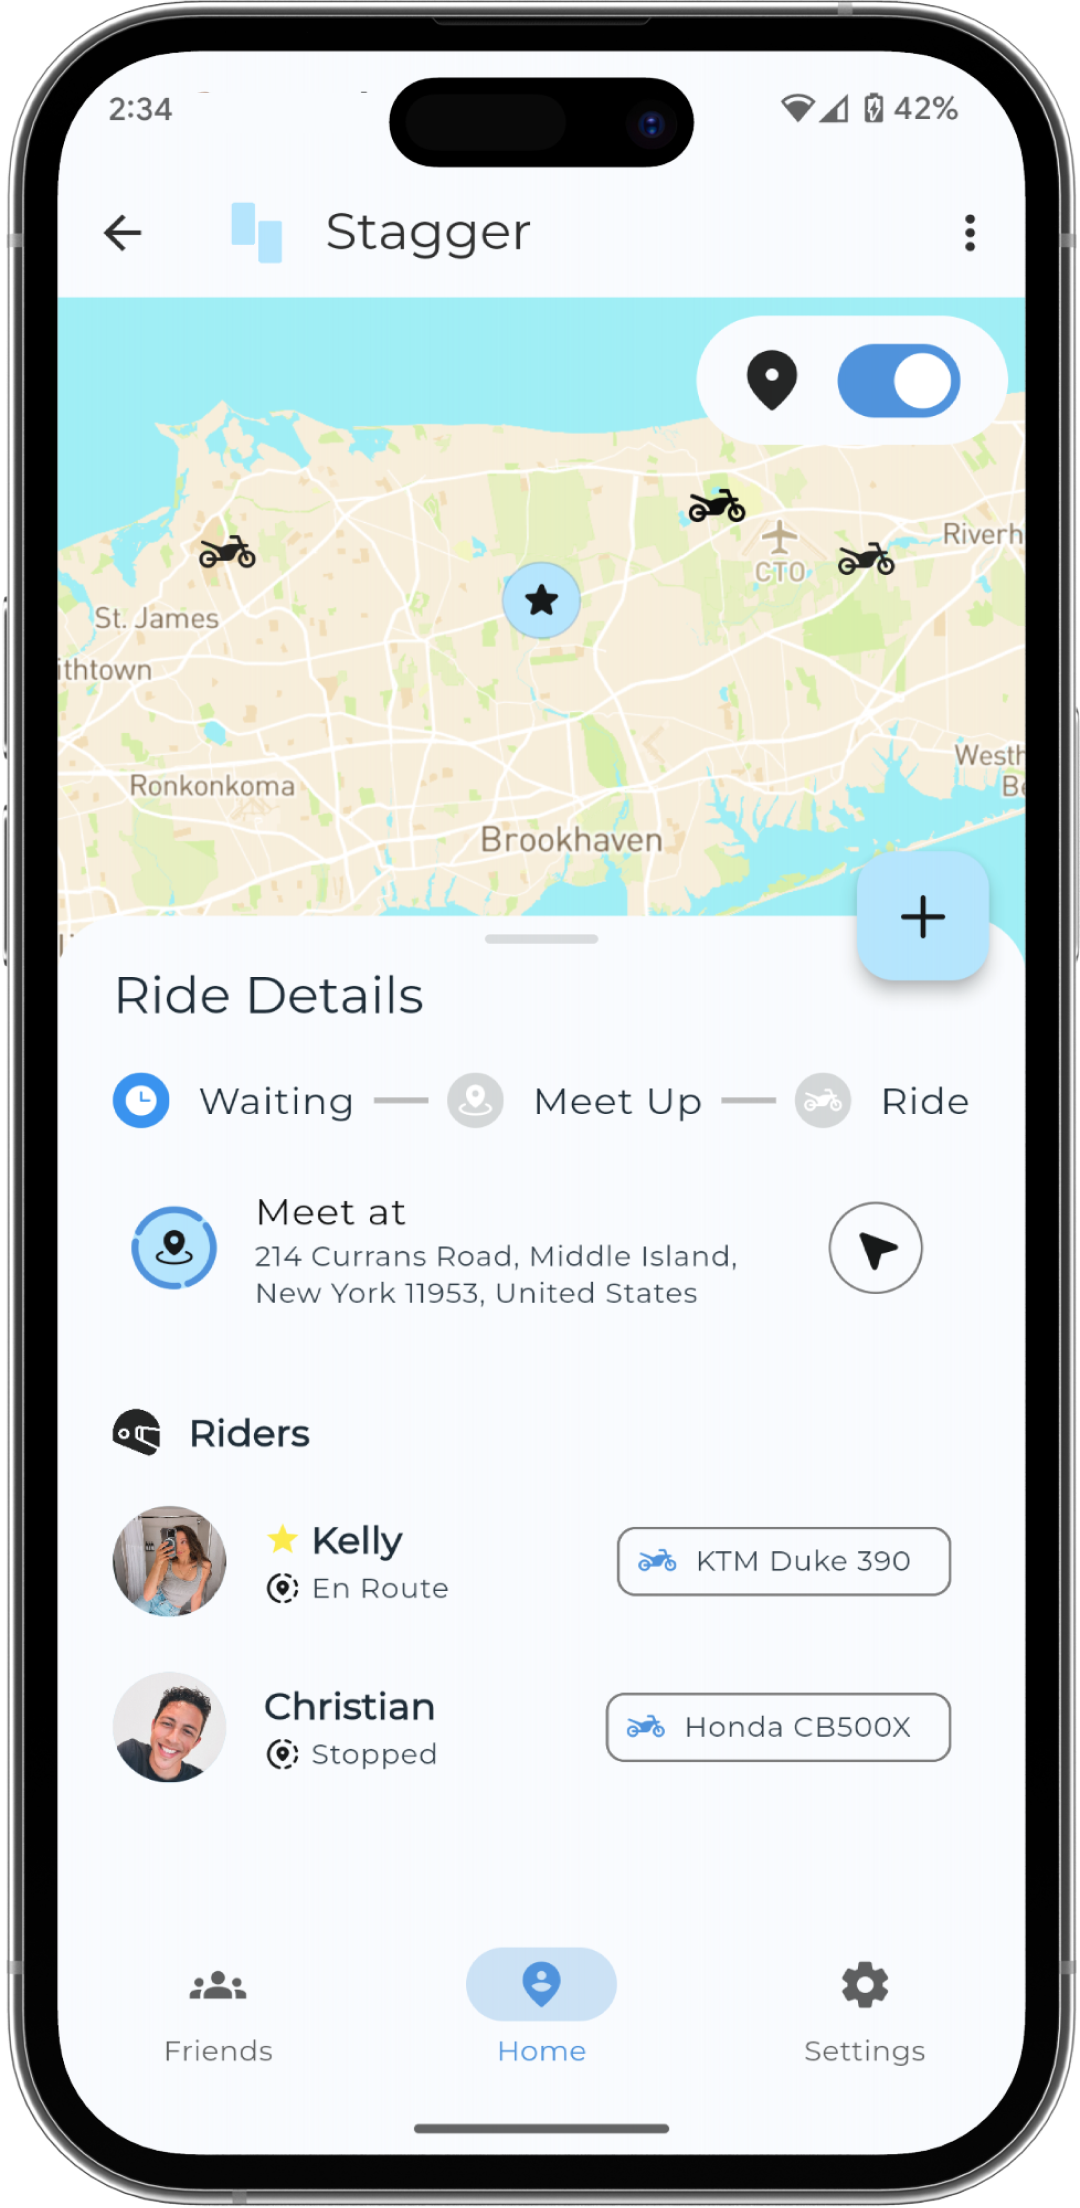 2:34
42%
Stagger
Riverh
CTO
St. James
ithtown
Westh
Be
Ronkonkoma
Brookhaven
Ride Details
Waiting
Meet Up
Ride
Meet at
214 Currans Road, Middle Island,
New York 11953, United States
Riders
Kelly
En Route
KTM Duke 390
Christian
Stopped
Honda CB500X
Friends
Home
Settings